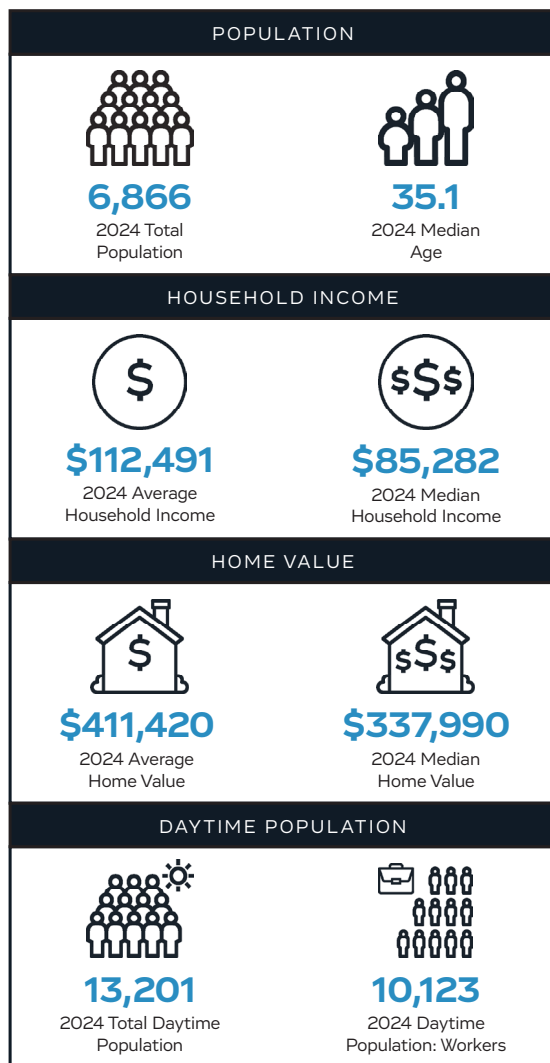 POPULATION
6,866
2024 Total
Population
35.1
2024 Median
Age
HOUSEHOLD INCOME
$
$112,491
2024 Average
Household Income
$$$
$85,282
2024 Median
Household Income
HOME VALUE
$
$411,420
2024 Average
Home Value
$$$
$337,990
2024 Median
Home Value
DAYTIME POPULATION
13,201
2024 Total Daytime
Population
10,123
2024 Daytime
Population: Workers